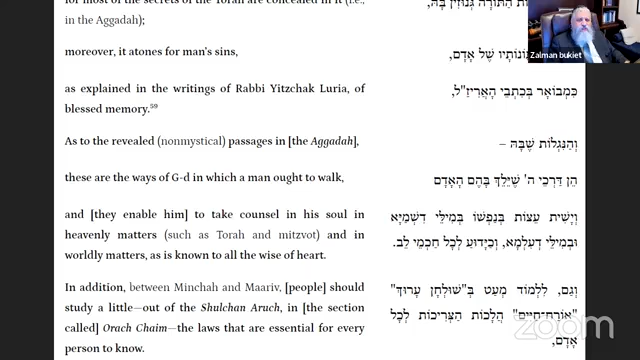 for most of the secrets of the Torah are concealed in it (i.e.,
in the Aggadah);
moreover, it atones for man's sins,
as explained in the writings of Rabbi Yitzchak Luria, of
blessed memory.59
As to the revealed (nonmystical) passages in [the Aggadah],
these are the ways of G-d in which a man ought to walk,
and [they enable him] to take counsel in his soul in
heavenly matters (such as Torah and mitzvot) and in
worldly matters, as is known to all the wise of heart.
In addition, between Minchah and Maariv, [people] should
study a little—out of the Shulchan Aruch, in [the section
called] Orach Chaim—the laws that are essential for every
person to know.
הַתּוֹרָה גְּנוּזִין בָּהּ,
שֶׁל אָדָם,
כַּמְבוֹאָר בְּכִתְבֵי הָאֲרִיזַ"ל,
וְהַנִּגְלוֹת שֶׁבָּהּ –
הֵן דַּרְכֵי ה' שֶׁיֵּלֵךְ בָּהֶם הָאָדָם
וְיָשִׁית עֵצוֹת בְּנַפְשׁוֹ בְּמִילֵּי דִשְׁמַיָּא
וּבְמִילֵּי דְעָלְמָא, וְכַיָּדוּעַ לְכָל חַכְמֵי לֵב.
וְגַם, לִלְמוֹד מְעַט בְּ"שׁוּלְחָן עָרוּךְ"
"אוֹרַח־חַיִּים" הֲלָכוֹת הַצְּרִיכוֹת לְכָל
אָדָם,
Zalman bukiet
zoom